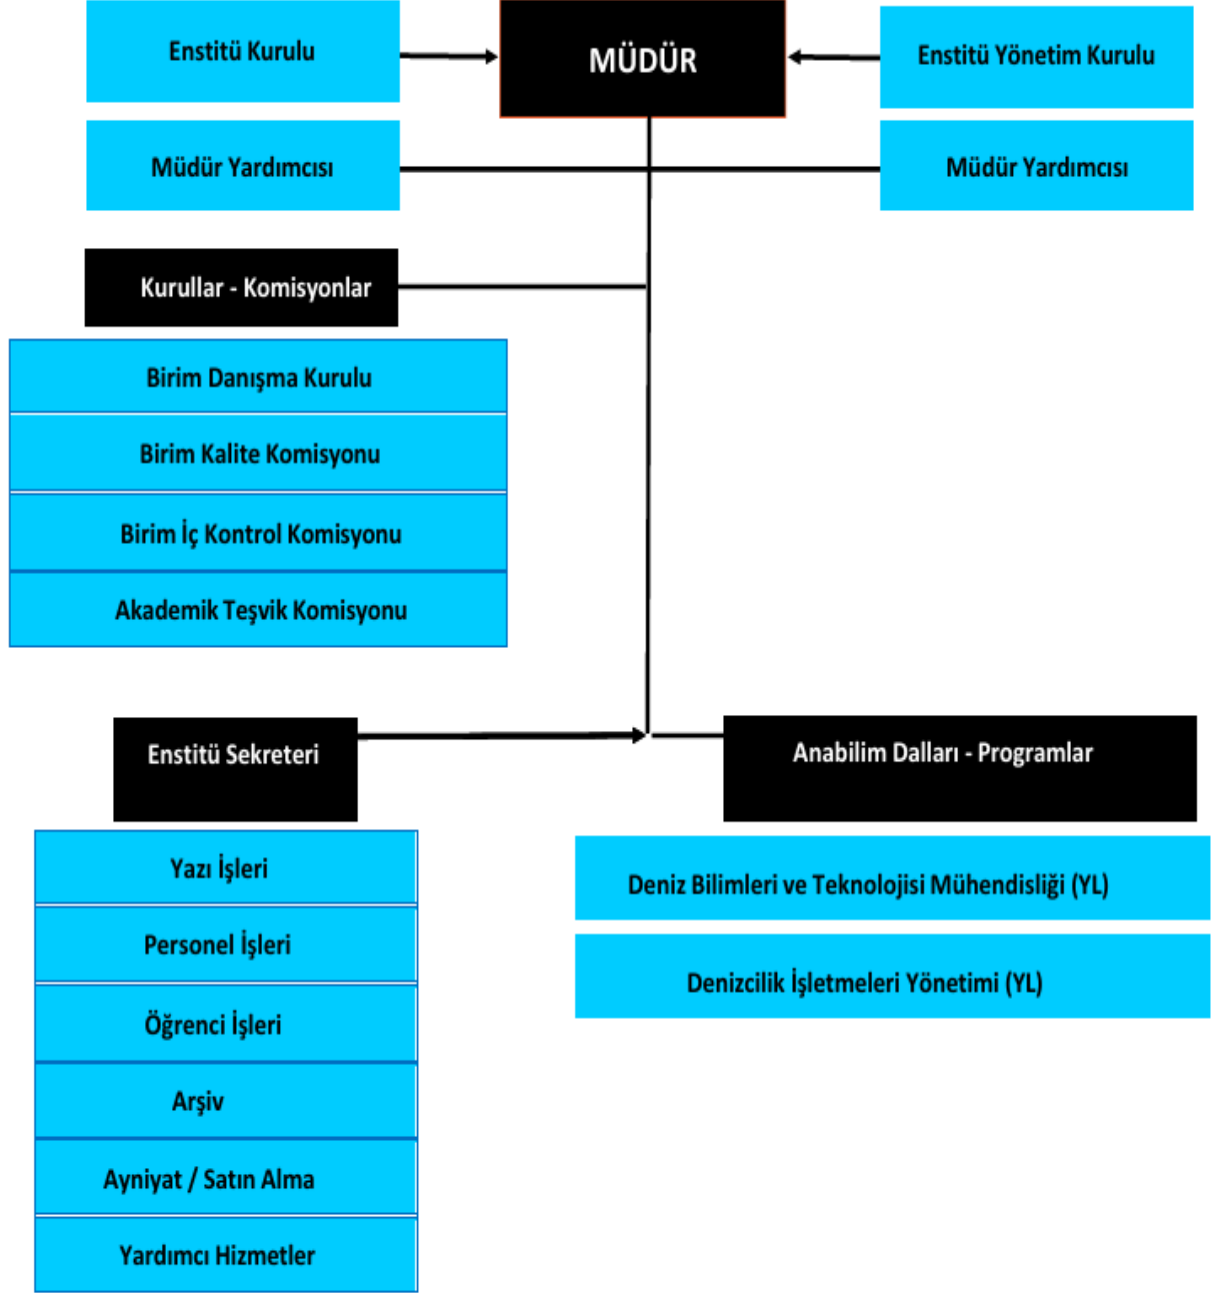 Enstitü Kurulu
MÜDÜR
Enstitü Yönetim Kurulu
Müdür Yardımcısı
Müdür Yardımcısı
Kurullar - Komisyonlar
Birim Danışma Kurulu
Birim Kalite Komisyonu
Birim İç Kontrol Komisyonu
Akademik Teşvik Komisyonu
Enstitü Sekreteri
Yazı İşleri
Personel İşleri
Öğrenci İşleri
Arşiv
Ayniyat / Satın Alma
Yardımcı Hizmetler
Anabilim Dalları - Programlar
Deniz Bilimleri ve Teknolojisi Mühendisliği (YL)
Denizcilik İşletmeleri Yönetimi (YL)